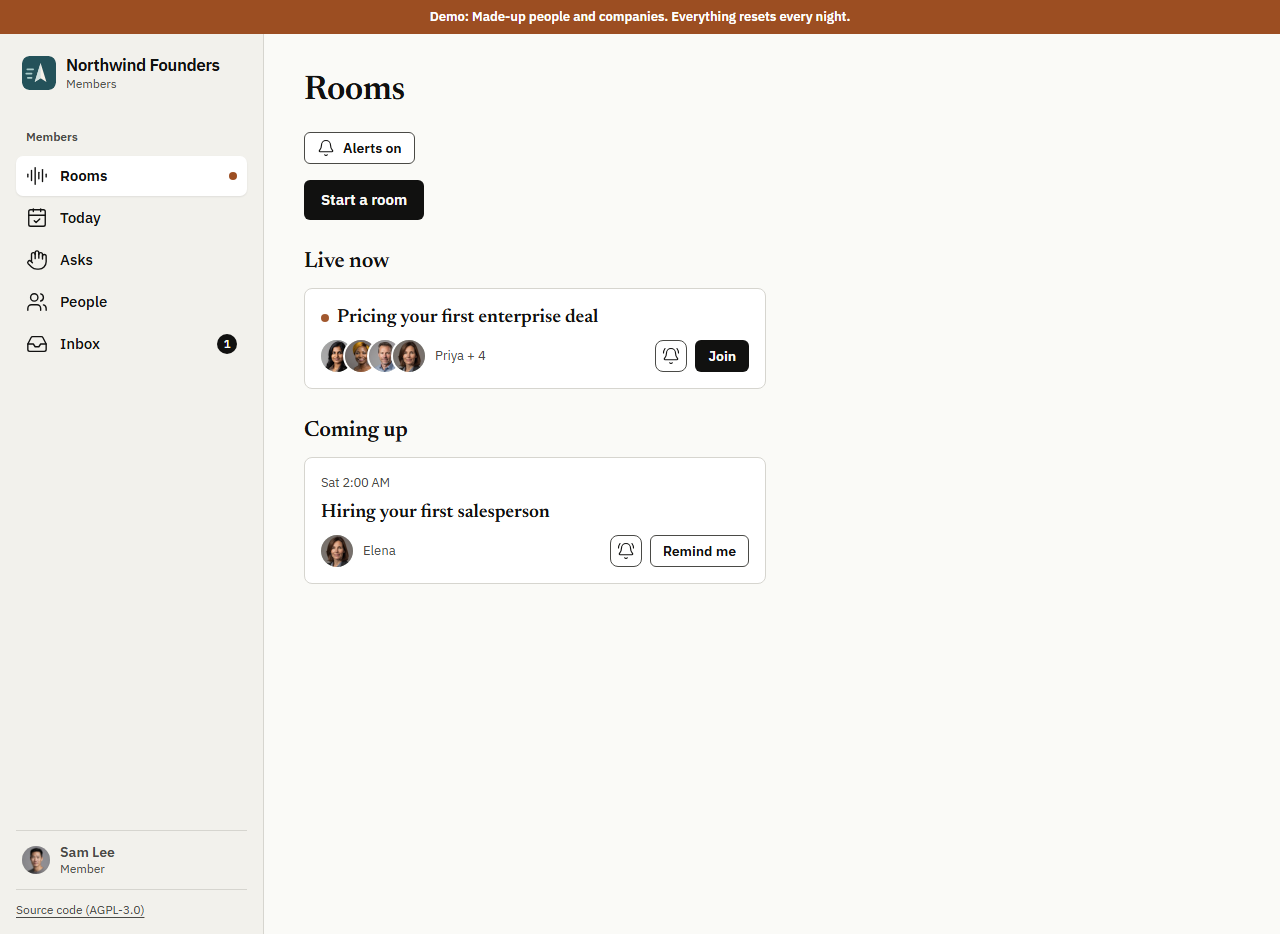 Demo: Made-up people and companies. Everything resets every night.
Northwind Founders
Members
Members
Rooms
Today
Asks
People
Inbox
1
Sam Lee
Member
Source code (AGPL-3.0)
Rooms
Alerts on
Start a room
Live now
Pricing your first enterprise deal
Priya + 4
Join
Coming up
Sat 2:00 AM
Hiring your first salesperson
Elena
Remind me